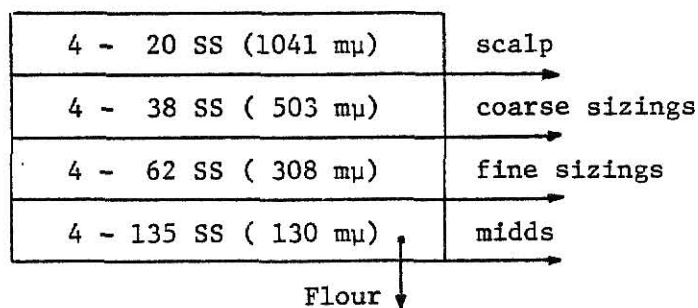 4 - 20 SS (1041 mμ) scalp
4 - 38 SS ( 503 mμ) coarse sizings
4 - 62 SS ( 308 mμ) fine sizings
4 - 135 SS ( 130 mμ) midds
Flour